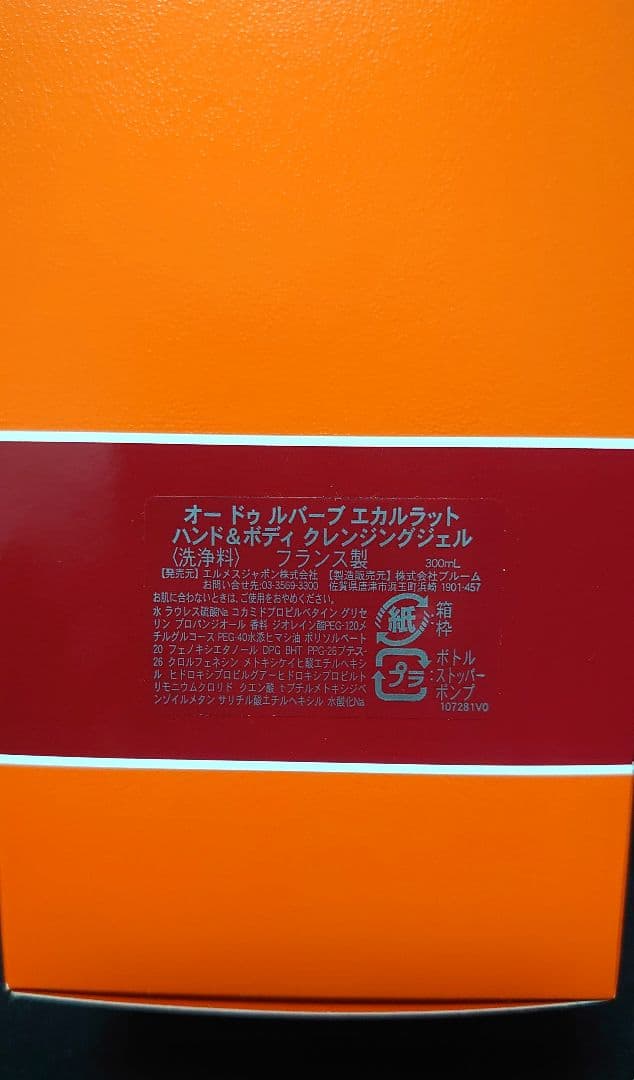 オー ドゥ ルバーブ エカルラット
ハンド＆ボディ クレンジングジェル
〈洗浄料〉 フランス製 300mL
【発売元】エルメスジャポン株式会社 【製造販売元】株式会社ブルーム
お問い合せ先:03-3569-3300 佐賀県唐津市浜玉町浜崎 1901-457
お肌に合わないときは、ご使用をおやめください。
水 ラウレス硫酸Na コカミドプロピルベタイン グリセ
リン プロパンジオール 香料 ジオレイン酸PEG-120メ
チルグルコース PEG-40水添ヒマシ油 ポリソルベート
20 フェノキシエタノール DPG BHT PPG-26ブテス-
26 クロルフェネシン メトキシケイヒ酸エチルヘキシ
ル ヒドロキシプロピルグアーヒドロキシプロピルト
リモニウムクロリド クエン酸 t-ブチルメトキシジベ
ンゾイルメタン サリチル酸エチルヘキシル 水酸化Na
紙 箱
枠
プラ ボトル
:ストッパー
ポンプ
107281V0